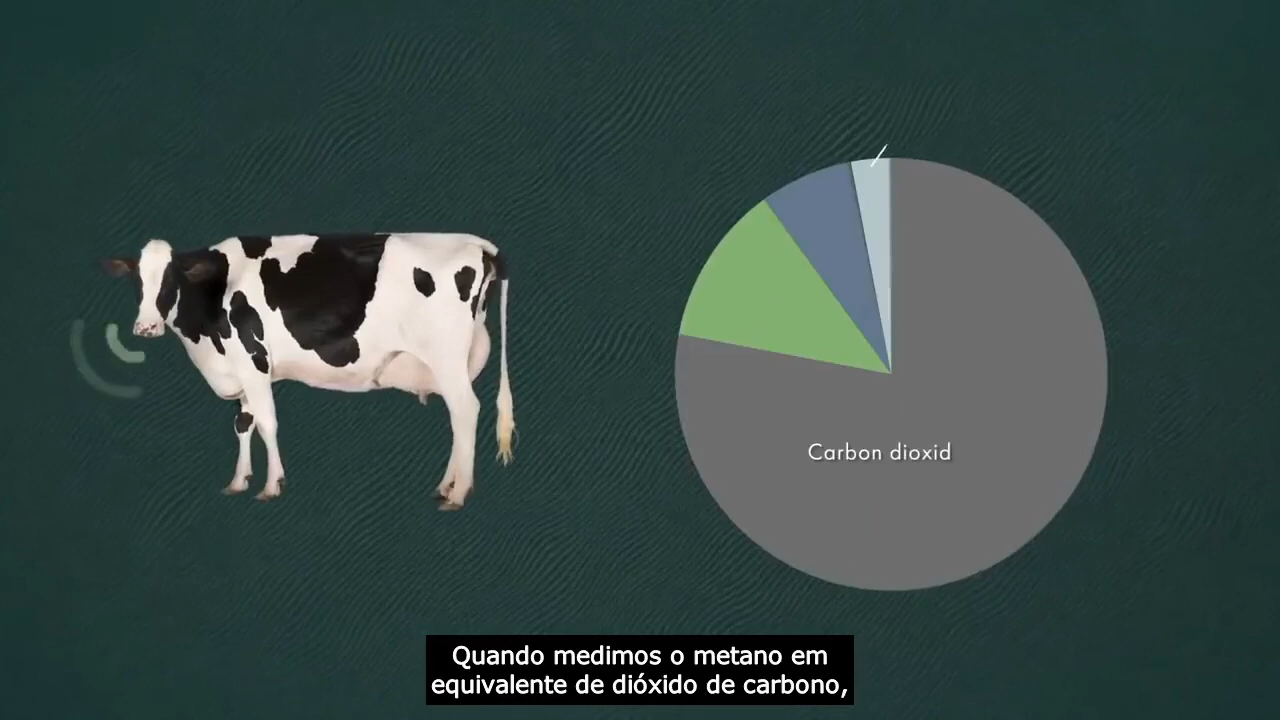 Carbon dioxid
Quando medimos o metano em
equivalente de dióxido de carbono,